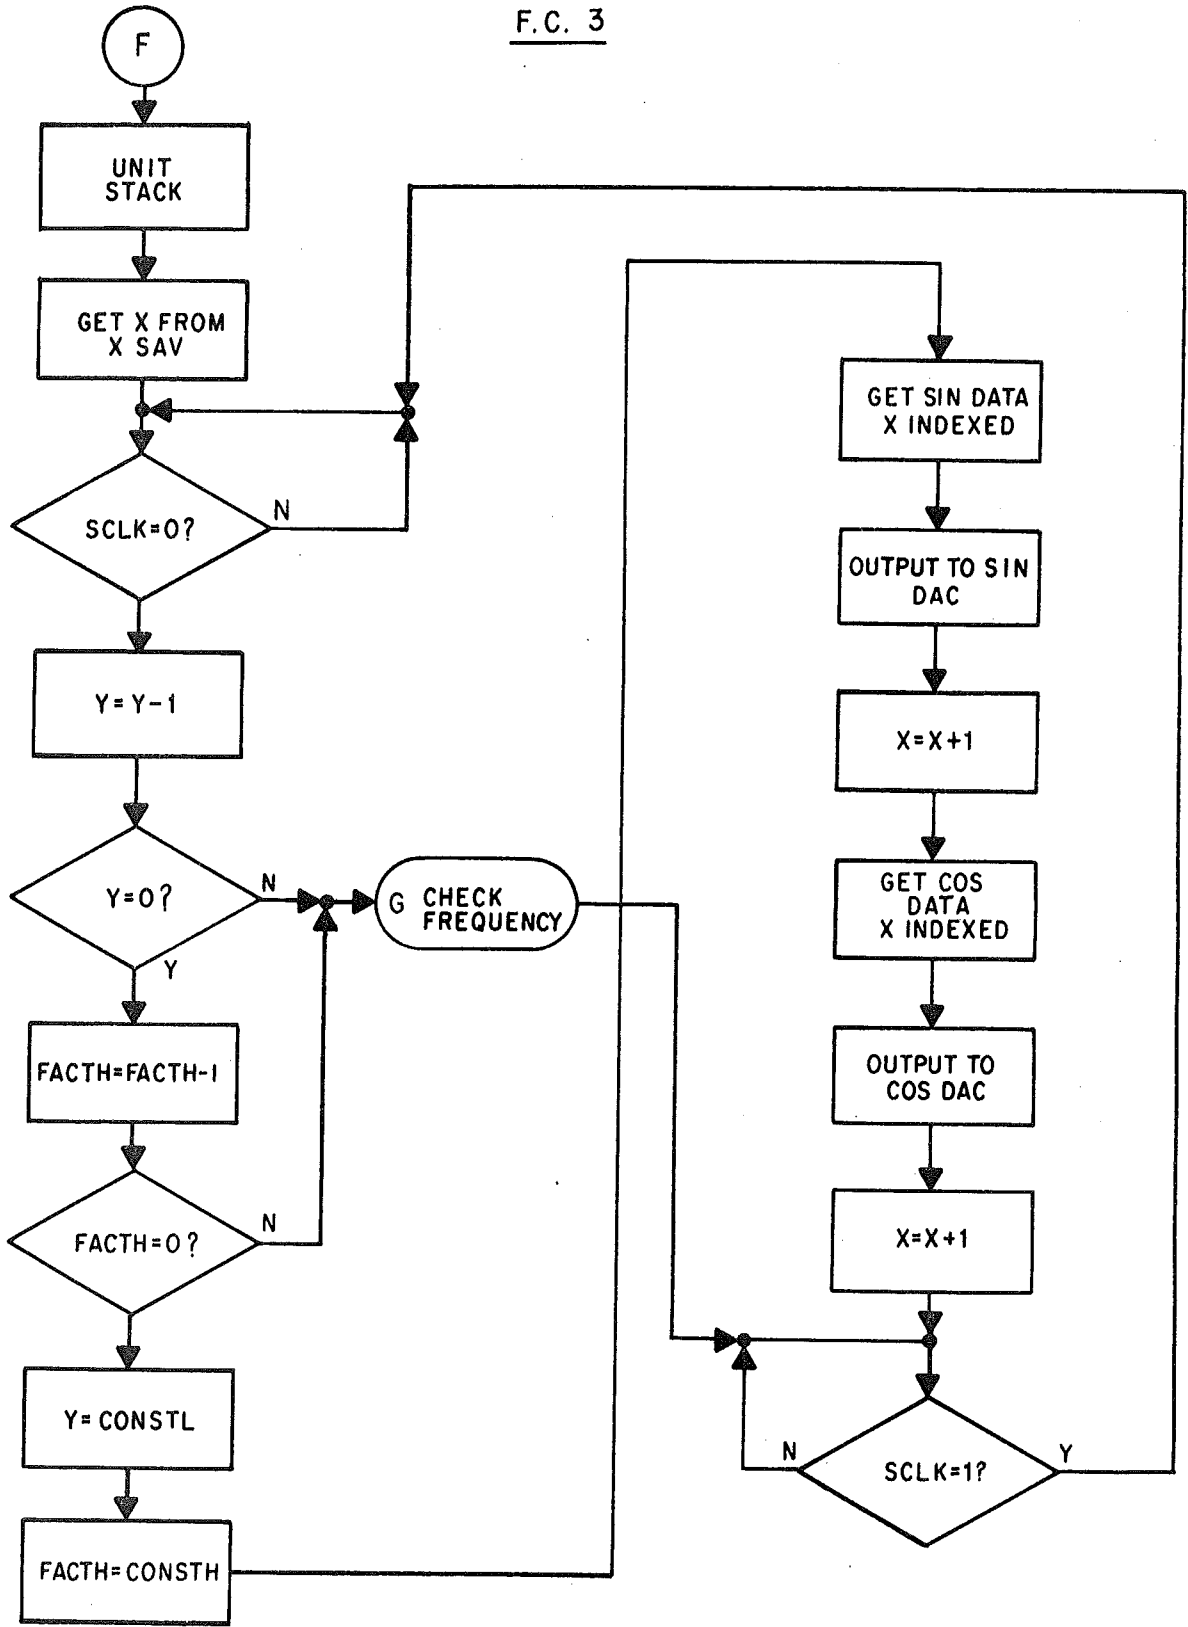 F.C. 3
F
UNIT
STACK
GET X FROM
X SAV
SCLK=0?
N
Y=Y-1
Y=0?
N
Y
G CHECK
FREQUENCY
FACTH=FACTH-1
FACTH=0?
N
Y=CONSTL
FACTH=CONSTH
GET SIN DATA
X INDEXED
OUTPUT TO SIN
DAC
X=X+1
GET COS
DATA
X INDEXED
OUTPUT TO
COS DAC
X=X+1
SCLK=1?
N
Y